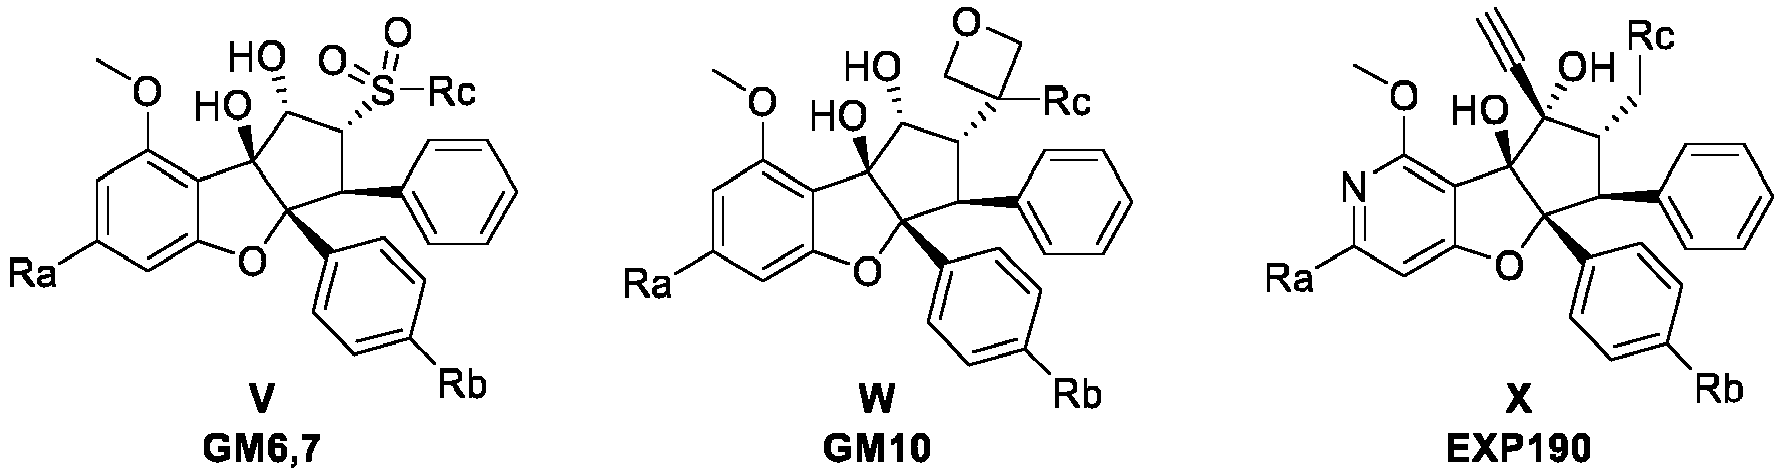 O O O HO S Rc HO O Ra O Rb
V
GM6,7
O O HO HO Rc Ra O Rb
W
GM10
Rc OH O HO N Ra O Rb
X
EXP190